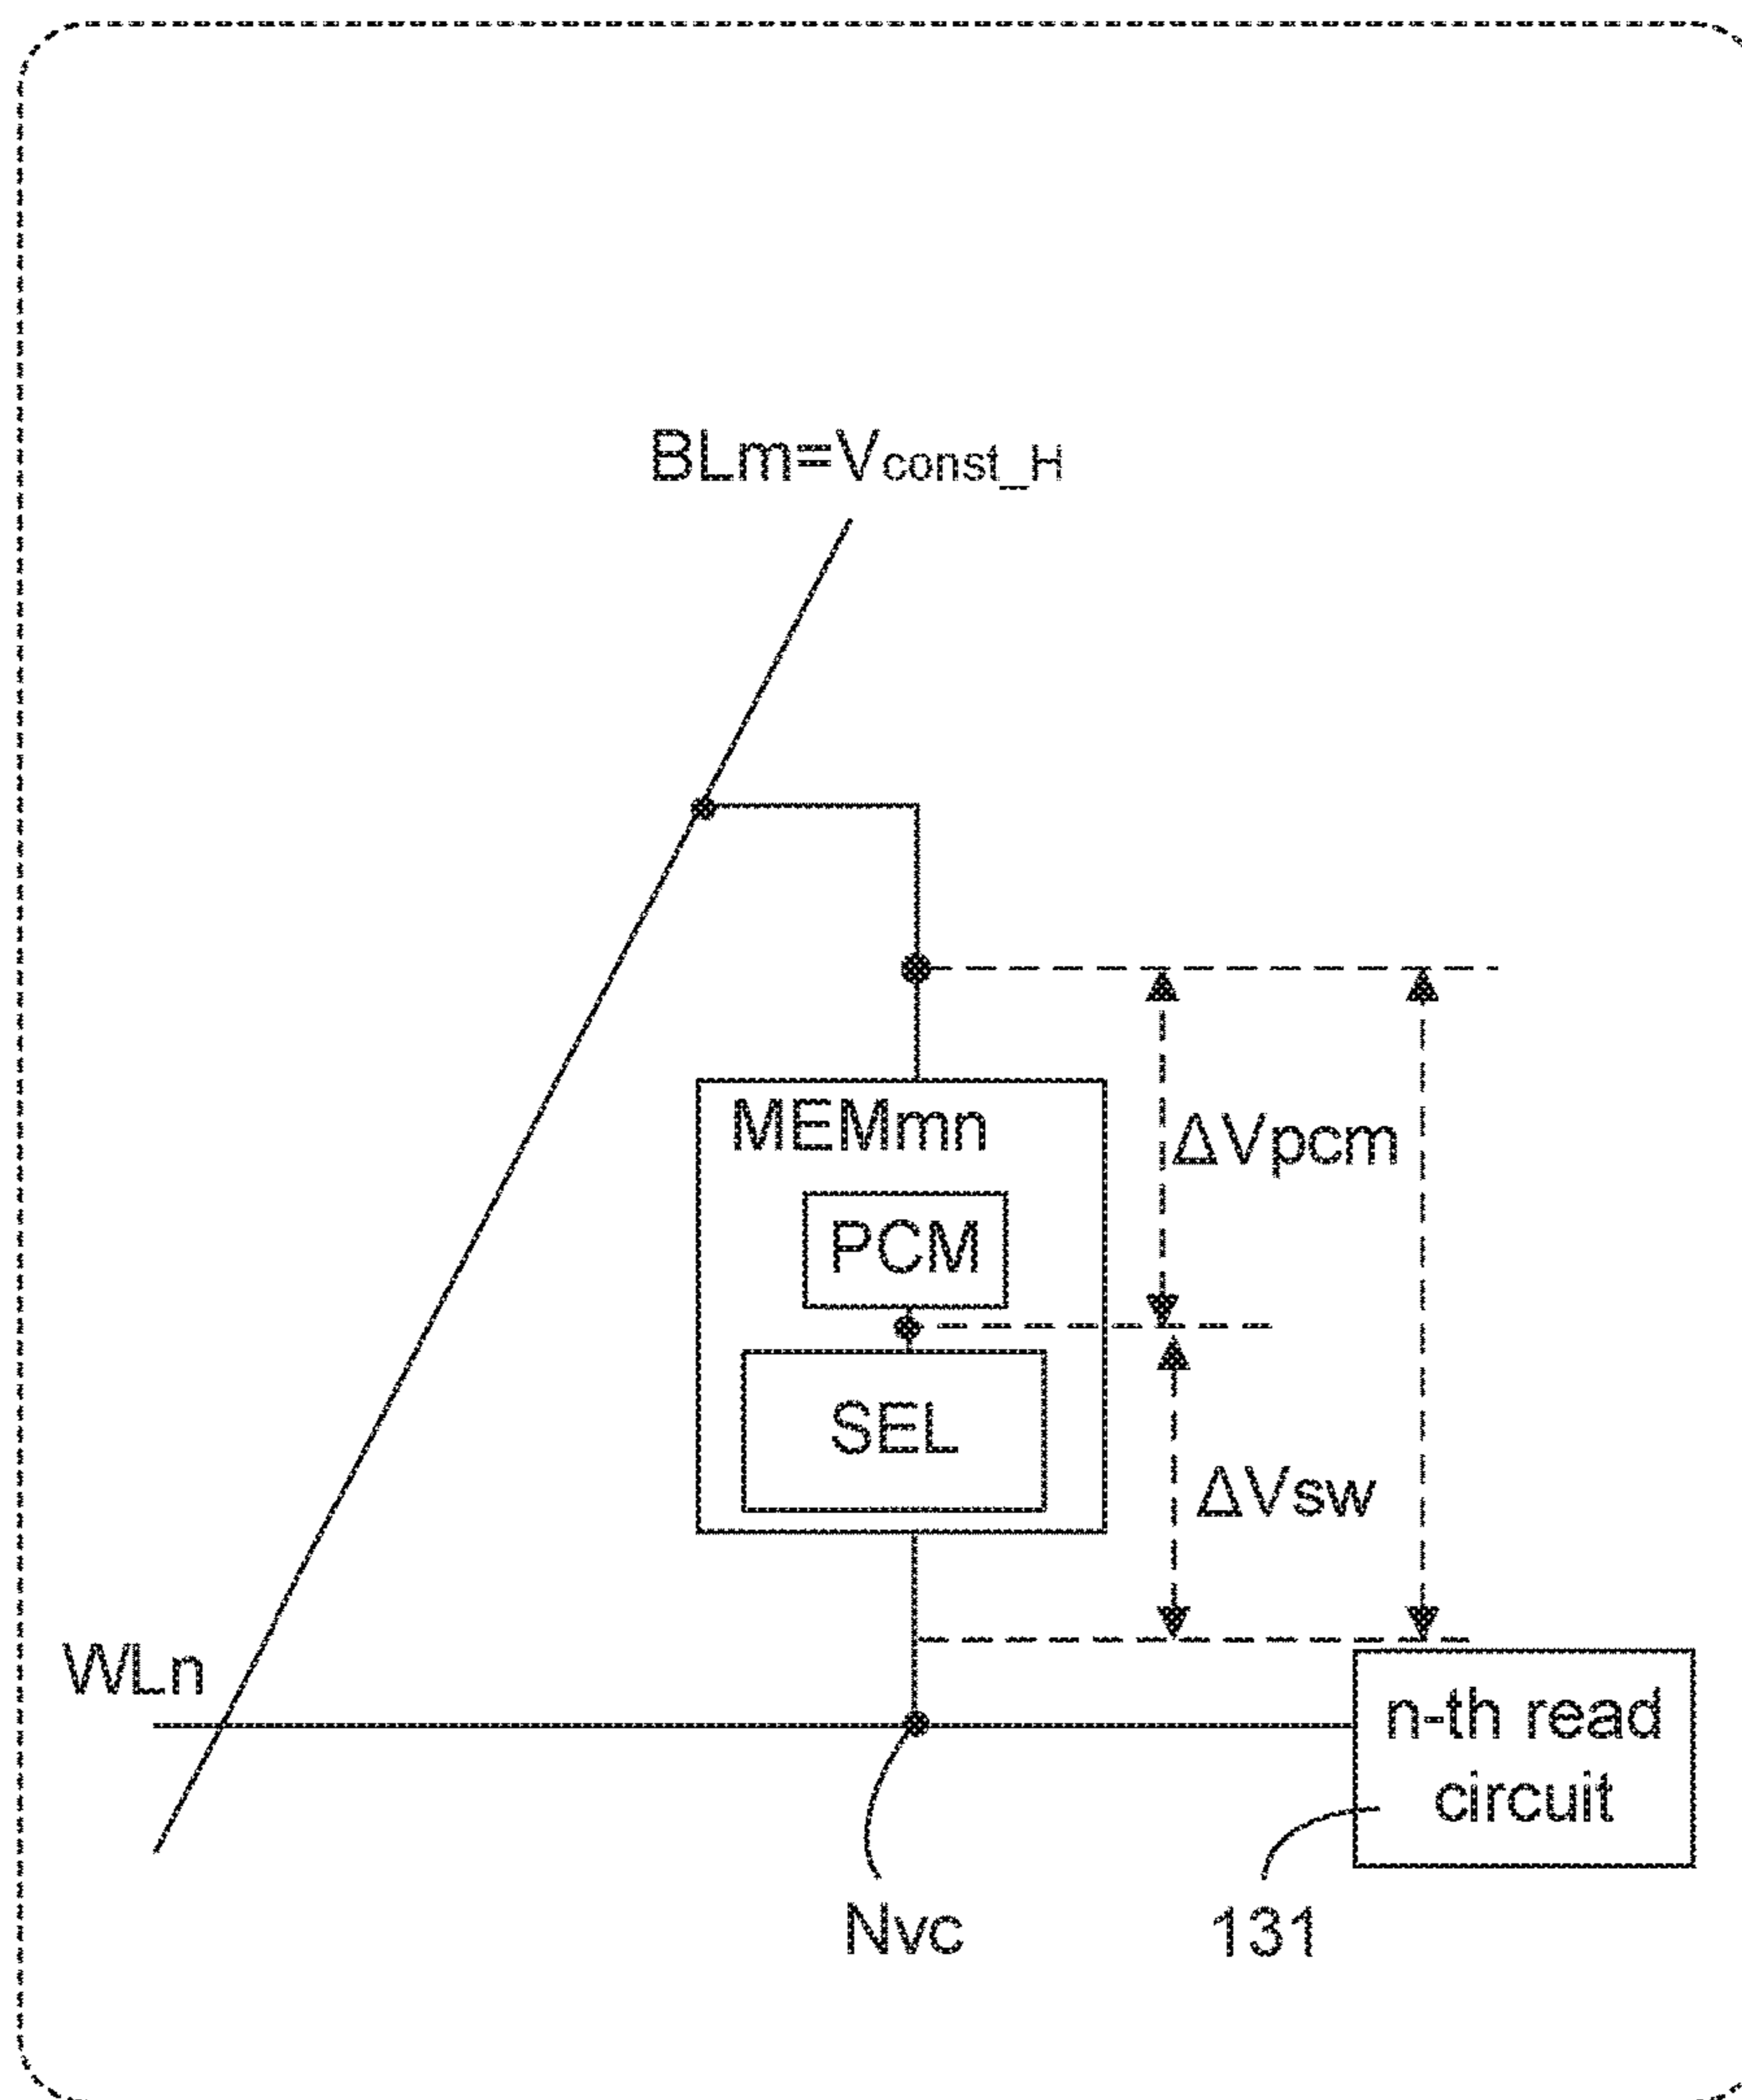 BLm=Vconst_H
MEMmn
ΔVpcm
PCM
SEL
ΔVsw
WLn
n-th read
circuit
Nvc
131